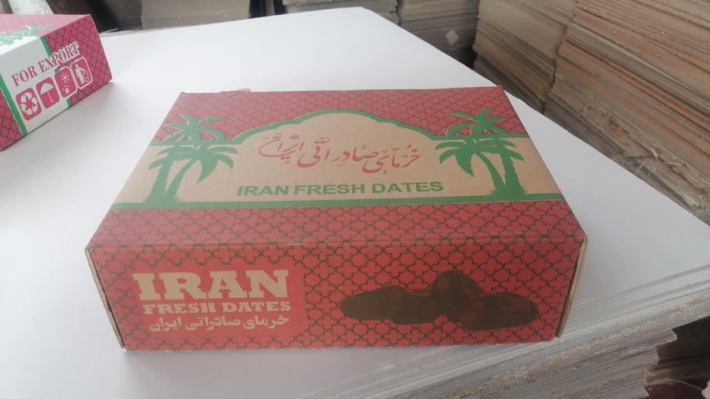 FOR EXPORT
خرمای صادراتی ایران
IRAN FRESH DATES
IRAN
FRESH DATES
خرمای صادراتی ایران